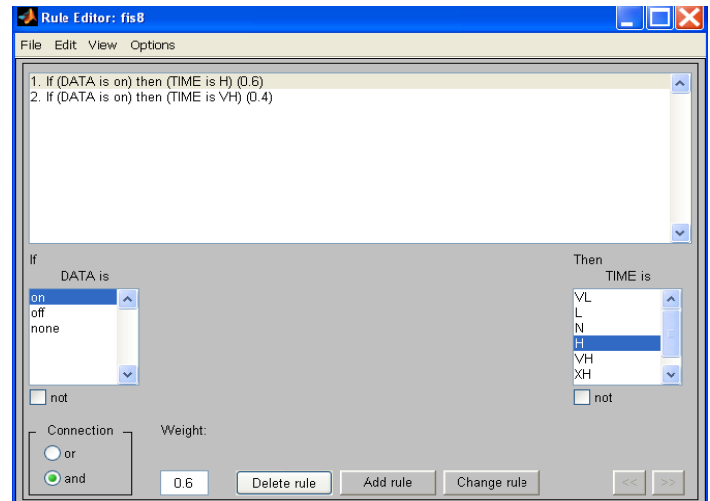 Rule Editor: fis8
File Edit View Options
1. If (DATA is on) then (TIME is H) (0.6)
2. If (DATA is on) then (TIME is VH) (0.4)
If
DATA is
on
off
none
not
Then
TIME is
VL
L
N
H
VH
XH
not
Connection
or
and
Weight:
0.6
Delete rule
Add rule
Change rule
<<
>>